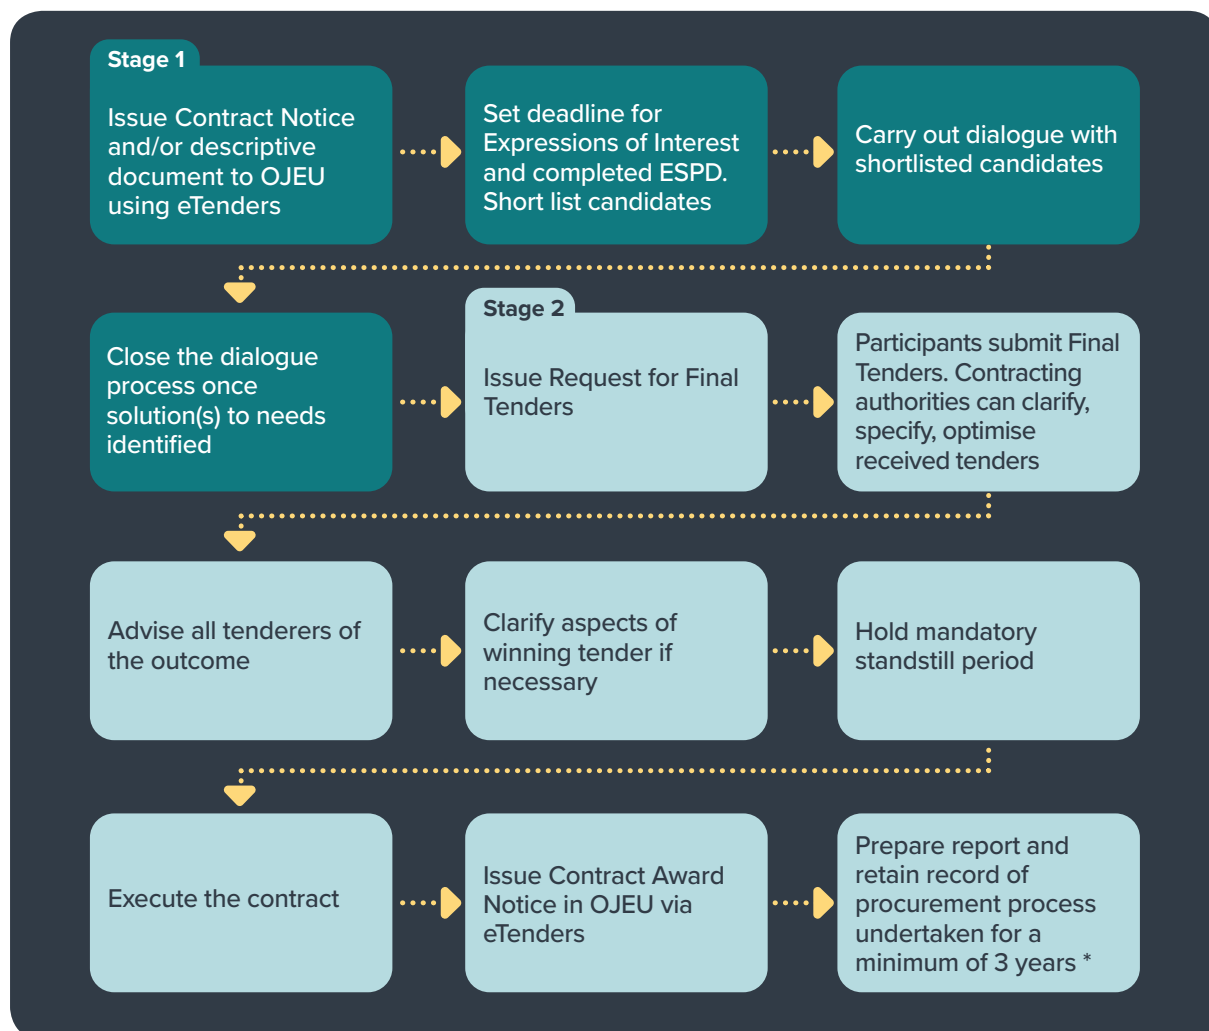 Stage 1
Issue Contract Notice
and/or descriptive
document to OJEU
using eTenders
Set deadline for
Expressions of Interest
and completed ESPD.
Short list candidates
Carry out dialogue with
shortlisted candidates
Close the dialogue
process once
solution(s) to needs
identified
Stage 2
Issue Request for Final
Tenders
Participants submit Final
Tenders. Contracting
authorities can clarify,
specify, optimise
received tenders
Advise all tenderers of
the outcome
Clarify aspects of
winning tender if
necessary
Hold mandatory
standstill period
Execute the contract
Issue Contract Award
Notice in OJEU via
eTenders
Prepare report and
retain record of
procurement process
undertaken for a
minimum of 3 years *